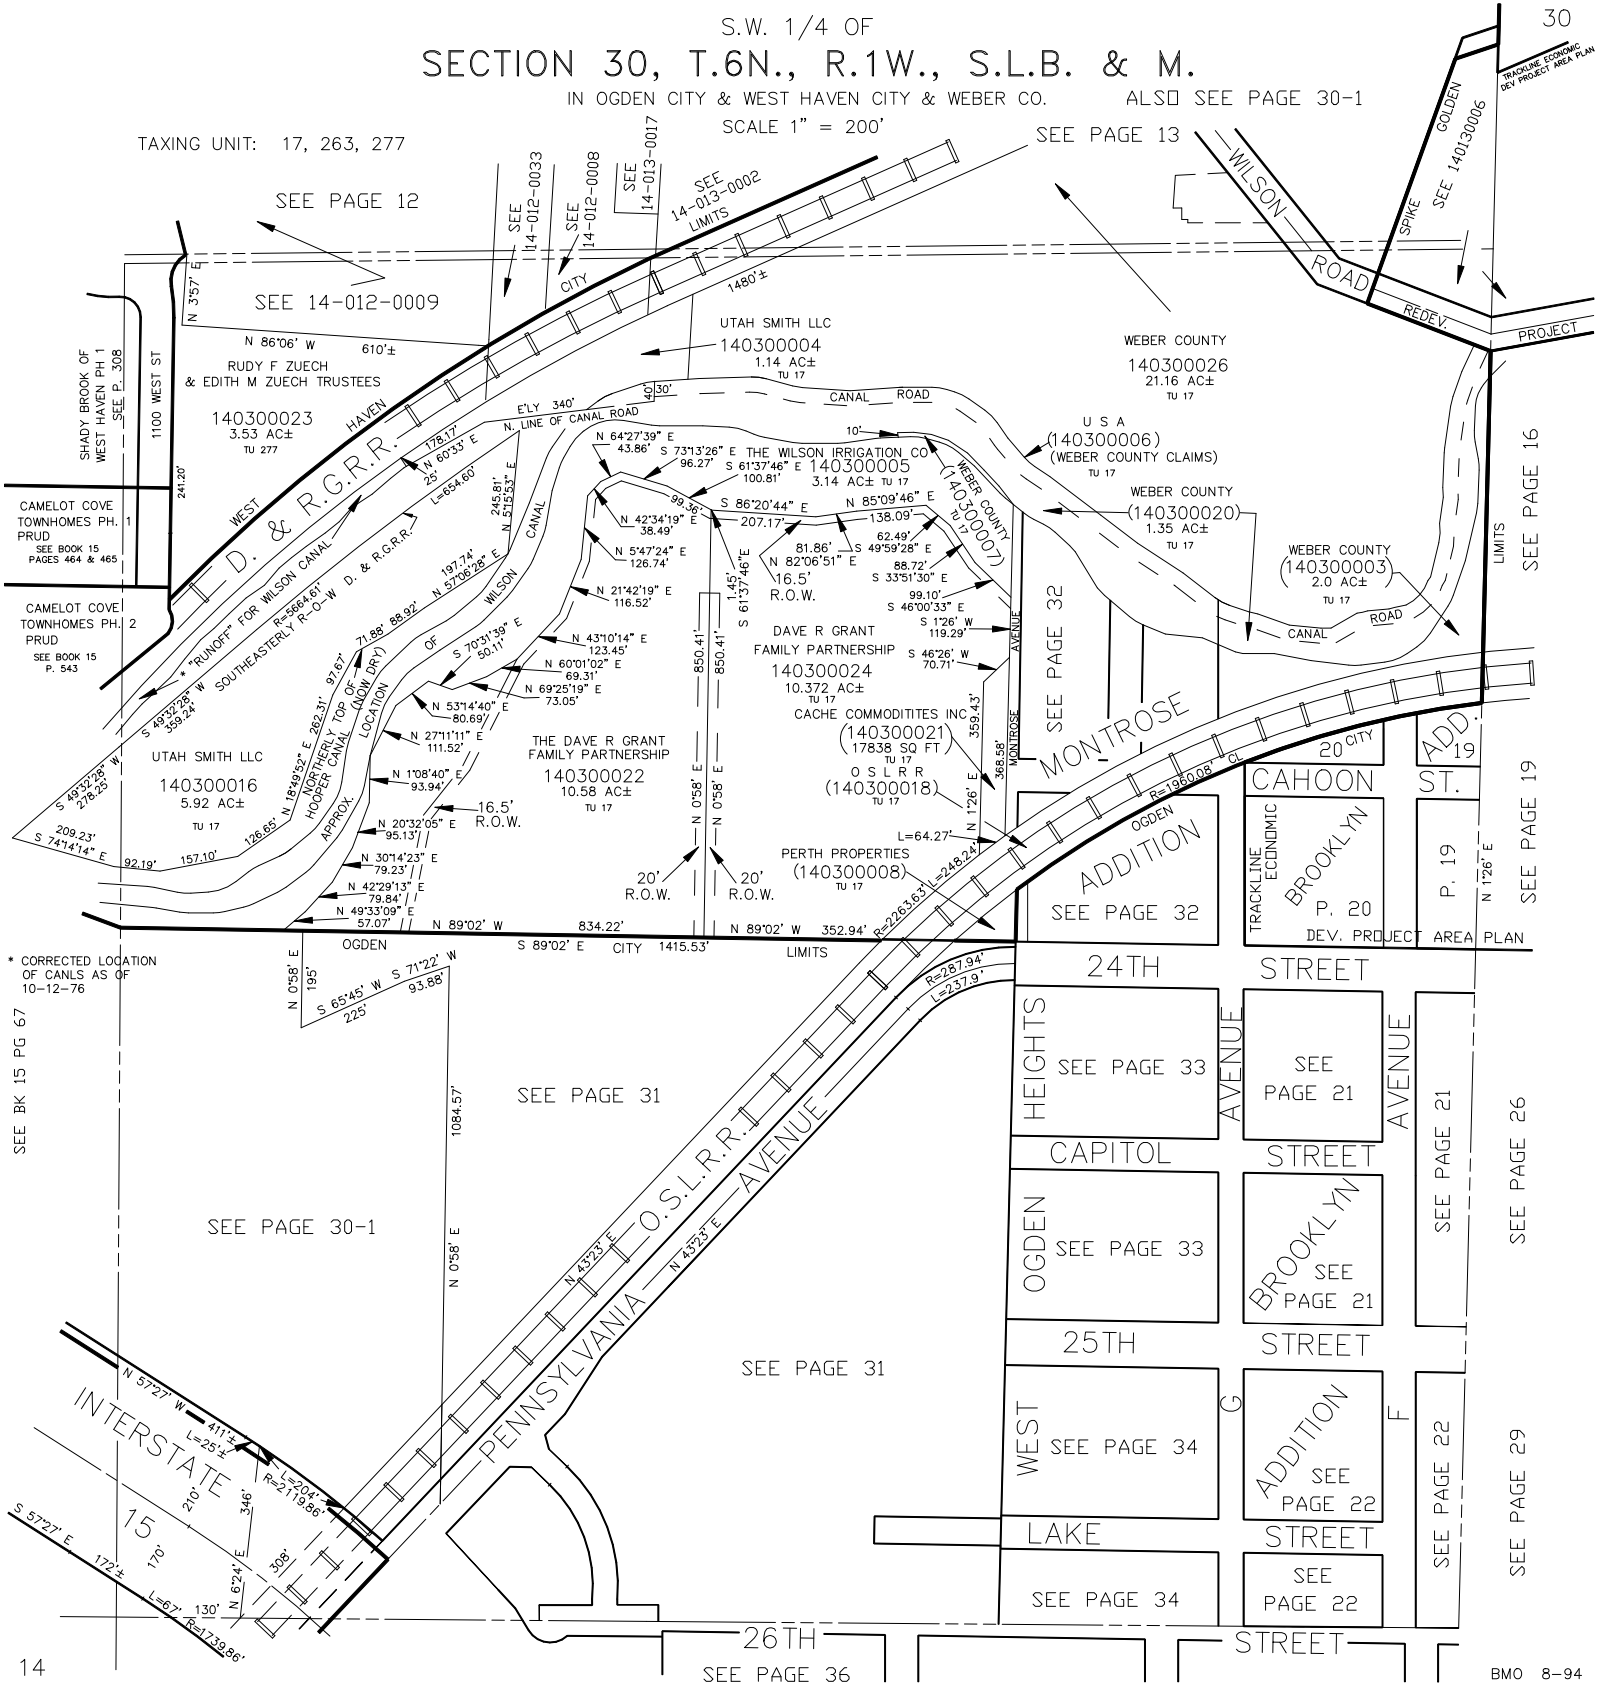 S.W. 1/4 OF
SECTION 30, T.6N., R.1W., S.L.B. & M.
IN OGDEN CITY & WEST HAVEN CITY & WEBER CO.
ALSO SEE PAGE 30-1
SCALE 1" = 200'
30
TAXING UNIT: 17, 263, 277
TRACKLINE ECONOMIC
DEV PROJECT AREA PLAN
SEE PAGE 12
SEE PAGE 13
SEE
14-012-0033
SEE
14-012-0008
SEE
14-013-0017
SEE
14-013-0002
LIMITS
CITY
HAVEN
WEST
SEE 14-012-0009
WILSON
ROAD
GOLDEN
SPIKE
SEE 140130006
REDEV.
PROJECT
N 3°57' E
N 86°06' W
610'±
RUDY F ZUECH
& EDITH M ZUECH TRUSTEES
140300023
3.53 AC±
TU 277
SHADY BROOK OF
WEST HAVEN PH 1
SEE P. 308
1100 WEST ST
241.20'
CAMELOT COVE
TOWNHOMES PH. 1
PRUD
SEE BOOK 15
PAGES 464 & 465
CAMELOT COVE
TOWNHOMES PH. 2
PRUD
SEE BOOK 15
P. 543
1480'±
UTAH SMITH LLC
140300004
1.14 AC±
TU 17
WEBER COUNTY
140300026
21.16 AC±
TU 17
CANAL ROAD
E'LY 340'
N. LINE OF CANAL ROAD
40'
30'
D. & R.G.R.R.
178.17'
N 60°33' E
25'
L=654.60'
245.81'
N 5°15'53" E
* "RUNOFF" FOR WILSON CANAL
R=5664.61'
SOUTHEASTERLY R-O-W D. & R.G.R.R.
N 64°27'39" E
43.86'
S 73°13'26" E
96.27'
THE WILSON IRRIGATION CO
140300005
3.14 AC± TU 17
S 61°37'46" E
100.81'
99.36'
10'
U S A
(140300006)
(WEBER COUNTY CLAIMS)
TU 17
WEBER COUNTY
(140300007)
TU 17
WEBER COUNTY
(140300020)
1.35 AC±
TU 17
WEBER COUNTY
(140300003)
2.0 AC±
TU 17
LIMITS
SEE PAGE 16
CANAL ROAD
S 86°20'44" E
207.17'
N 85°09'46" E
138.09'
N 42°34'19" E
38.49'
N 5°47'24" E
126.74'
N 21°42'19" E
116.52'
81.86'
N 82°06'51" E
16.5'
R.O.W.
62.49'
S 49°59'28" E
88.72'
S 33°51'30" E
99.10'
S 46°00'33" E
S 1°26' W
119.29'
S 46°26' W
70.71'
1.45'
S 61°37'46" E
197.74'
N 57°06'28" E
CANAL
WILSON
OF
LOCATION
APPROX.
71.88'
88.92'
97.67'
S 70°31'39" E
50.11'
N 43°10'14" E
123.45'
N 60°01'02" E
69.31'
N 69°25'19" E
73.05'
N 53°14'40" E
80.69'
N 27°11'11" E
111.52'
N 1°08'40" E
93.94'
N 20°32'05" E
95.13'
N 30°14'23" E
79.23'
N 42°29'13" E
79.84'
N 49°33'09" E
57.07'
850.41'
850.41'
N 0°58' E
N 0°58' E
20'
R.O.W.
20'
R.O.W.
16.5'
R.O.W.
DAVE R GRANT
FAMILY PARTNERSHIP
140300024
10.372 AC±
TU 17
CACHE COMMODITITES INC
(140300021)
17838 SQ FT
TU 17
O S L R R
(140300018)
TU 17
PERTH PROPERTIES
(140300008)
TU 17
L=64.27'
L=248.24'
R=2263.63'
359.43'
368.58'
N 1°26' E
MONTROSE AVENUE
SEE PAGE 32
MONTROSE
ADDITION
S 49°32'28" W
359.24'
S 49°32'28" W
278.25'
209.23'
S 74°14'14" E
92.19'
157.10'
126.65'
N 18°49'52" E 262.31'
NORTHERLY TOP OF
HOOPER CANAL (NOW DRY)
UTAH SMITH LLC
140300016
5.92 AC±
TU 17
THE DAVE R GRANT
FAMILY PARTNERSHIP
140300022
10.58 AC±
TU 17
R=1960.08' CL
OGDEN
CITY
20
19
ADD.
CAHOON ST.
TRACKLINE
ECONOMIC
BROOKLYN
P. 20
P. 19
N 1°26' E
SEE PAGE 19
SEE PAGE 32
DEV. PROJECT AREA PLAN
N 89°02' W
834.22'
N 89°02' W
352.94'
OGDEN
S 89°02' E
CITY
1415.53'
LIMITS
* CORRECTED LOCATION
OF CANLS AS OF
10-12-76
SEE BK 15 PG 67
N 0°58' E
195'
S 65°45' W
225'
S 71°22' W
93.88'
1084.57'
N 0°58' E
R=287.94'
L=237.9'
24TH STREET
SEE PAGE 31
HEIGHTS
SEE PAGE 33
AVENUE
SEE
PAGE 21
AVENUE
SEE PAGE 21
SEE PAGE 26
CAPITOL STREET
SEE PAGE 30-1
O.S.L.R.R.
N 43°23' E
PENNSYLVANIA AVENUE
N 43°23' E
OGDEN
SEE PAGE 33
BROOKLYN
SEE
PAGE 21
25TH STREET
SEE PAGE 31
WEST
SEE PAGE 34
G
ADDITION
SEE
PAGE 22
F
SEE PAGE 22
SEE PAGE 29
LAKE STREET
SEE PAGE 34
SEE
PAGE 22
N 57°27' W
411'±
L=25'±
L=204'
R=2119.86'
INTERSTATE
15
210'
170'
346'
N 6°24' E
308'
S 57°27' E
172'±
L=67'
130'
R=1739.86'
26TH STREET
SEE PAGE 36
14
BMO 8-94